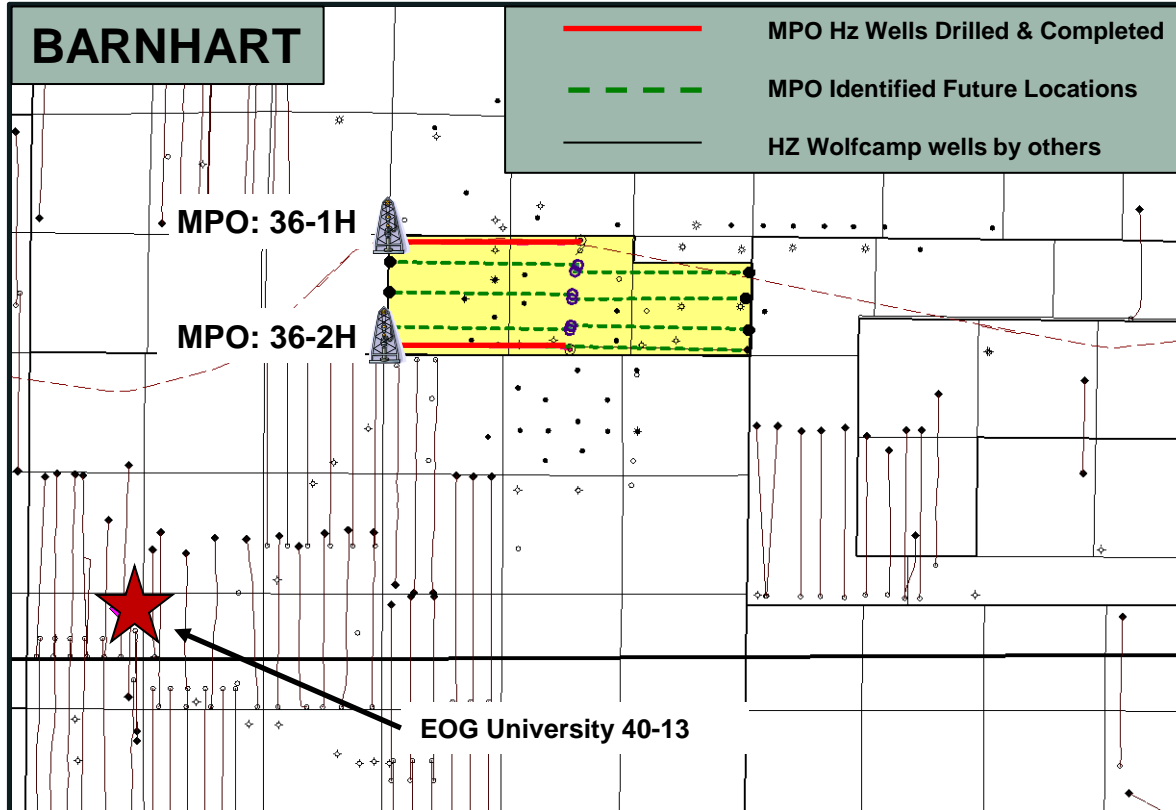 BARNHART
MPO Hz Wells Drilled & Completed
MPO Identified Future Locations
HZ Wolfcamp wells by others
MPO: 36-1H
MPO: 36-2H
EOG University 40-13